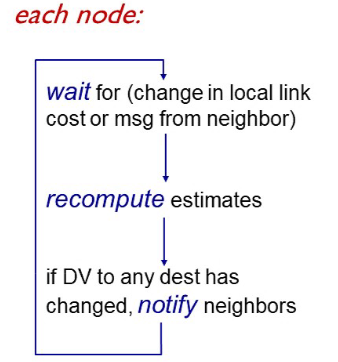 each node:
wait for (change in local link
cost or msg from neighbor)
recompute estimates
if DV to any dest has
changed, notify neighbors